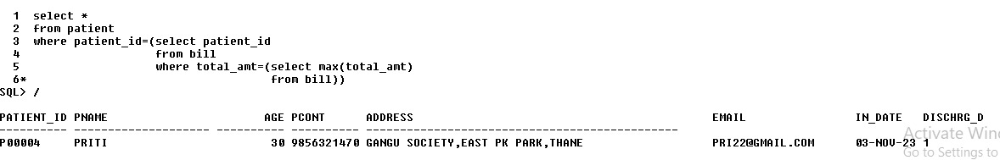 1 select *
2 from patient
3 where patient_id=(select patient_id
4 from bill
5 where total_amt=(select max(total_amt)
6* from bill))
SQL> /
PATIENT_ID PNAME AGE PCONT ADDRESS EMAIL IN_DATE DISCHRG_D
---------- -------------------- ---------- ---------- ---------------------------------------------- -------------------- --------- ---------
P00004 PRITI 30 9856321470 GANGU SOCIETY,EAST PK PARK,THANE PRI22@GMAIL.COM 03-NOV-23 1
Activate Win
Go to Settings to